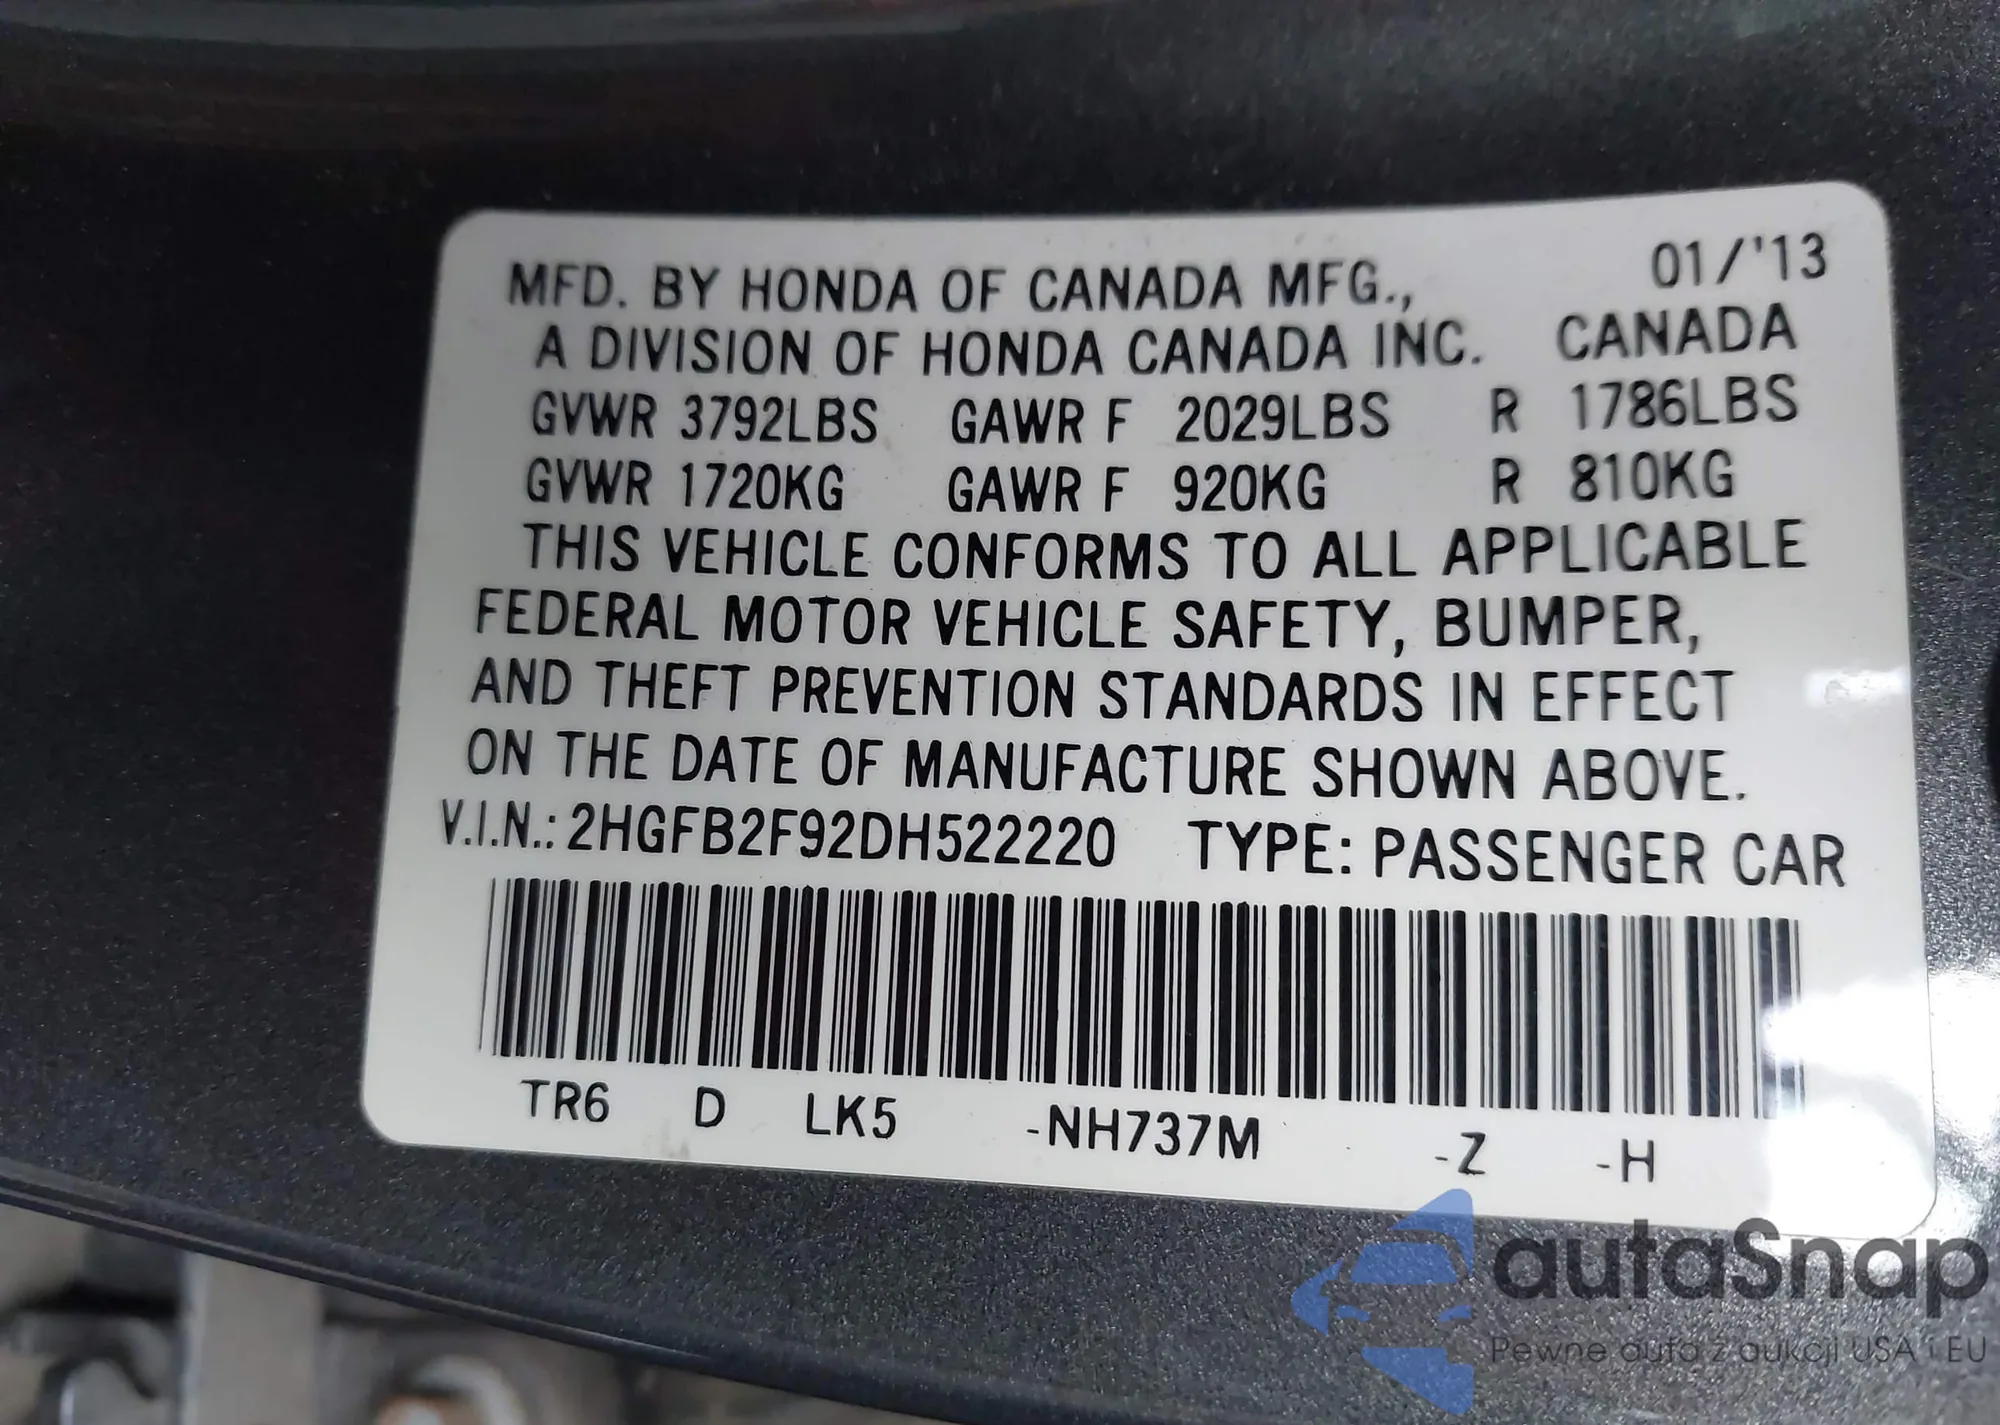 01/'13
MFD. BY HONDA OF CANADA MFG.,
A DIVISION OF HONDA CANADA INC. CANADA
GVWR 3792LBS GAWR F 2029LBS R 1786LBS
GVWR 1720KG GAWR F 920KG R 810KG
THIS VEHICLE CONFORMS TO ALL APPLICABLE
FEDERAL MOTOR VEHICLE SAFETY, BUMPER,
AND THEFT PREVENTION STANDARDS IN EFFECT
ON THE DATE OF MANUFACTURE SHOWN ABOVE.
V.I.N.: 2HGFB2F92DH522220 TYPE: PASSENGER CAR
TR6 D LK5 -NH737M -Z -H
autaSnap
Pewne auta z aukcji USA i EU